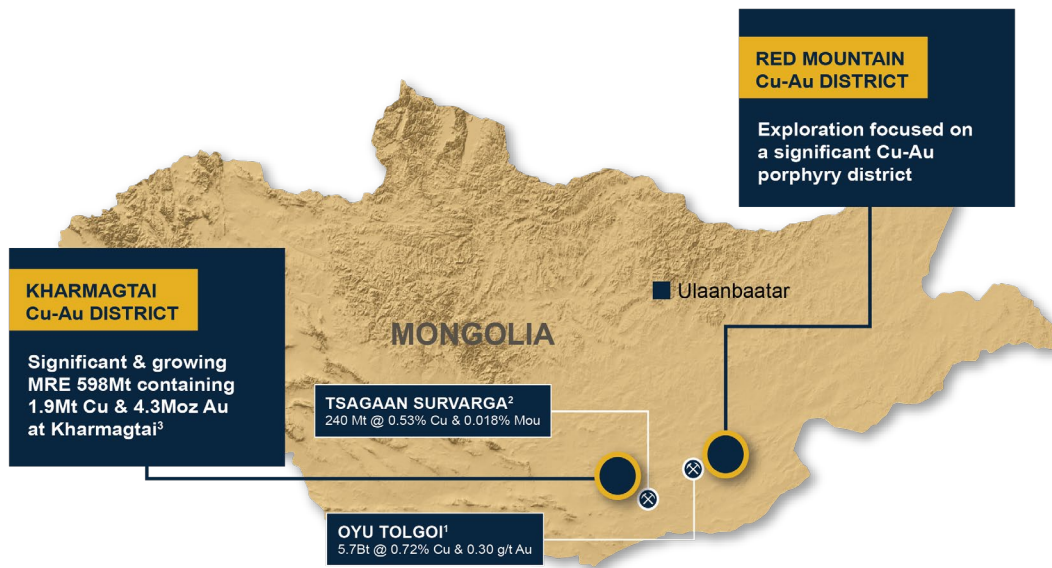 RED MOUNTAIN
Cu-Au DISTRICT
Exploration focused on
a significant Cu-Au
porphyry district
KHARMAGTAI
Cu-Au DISTRICT
Significant & growing
MRE 598Mt containing
1.9Mt Cu & 4.3Moz Au
at Kharmagtai³
Ulaanbaatar
MONGOLIA
TSAGAAN SURVARGA²
240 Mt @ 0.53% Cu & 0.018% Mou
OYU TOLGOI¹
5.7Bt @ 0.72% Cu & 0.30 g/t Au